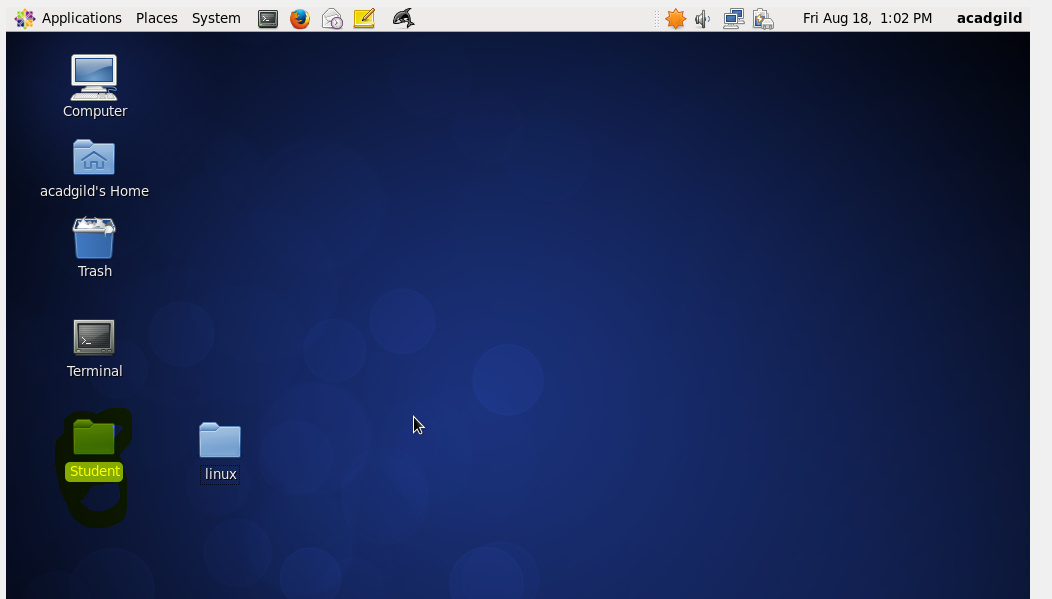 Applications Places System Fri Aug 18, 1:02 PM acadgild
Computer
acadgild's Home
Trash
Terminal
Student
linux